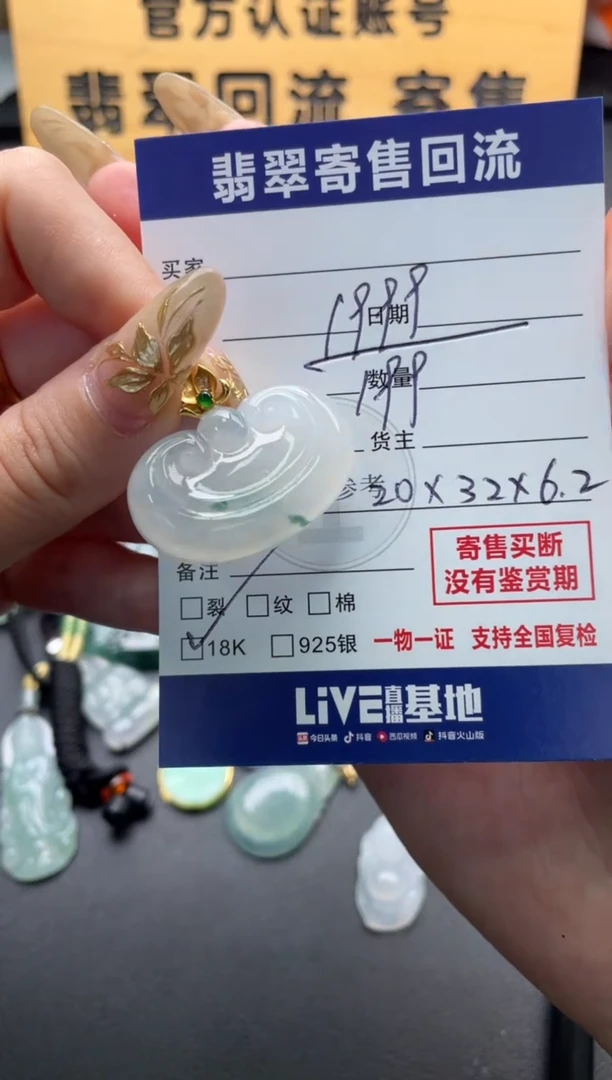 官方认证账号
翡翠回流 寄售
翡翠寄售回流
买家
1999
日期
199
数量
货主
参考 20×32×6.2
备注
寄售买断
没有鉴赏期
裂 纹 棉
18K 925银 一物一证 支持全国复检
LiVE直播基地
今日头条 抖音 西瓜视频 抖音火山版